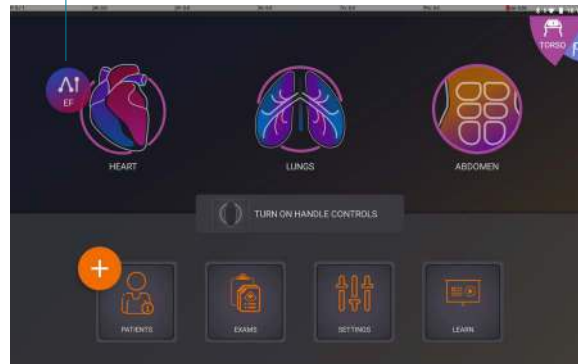 TORSO
AI
EF
HEART
LUNGS
ABDOMEN
TURN ON HANDLE CONTROLS
PATIENTS
EXAMS
SETTINGS
LEARN